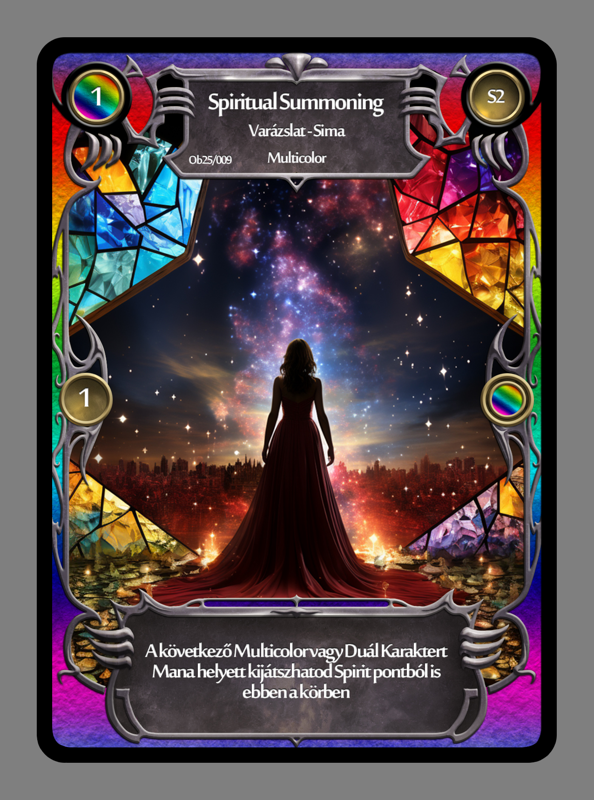 1
S2
Spiritual Summoning
Varázslat - Sima
Ob25/009
Multicolor
1
A következő Multicolor vagy Duál Karaktert
Mana helyett kijátszhatod Spirit pontból is
ebben a körben